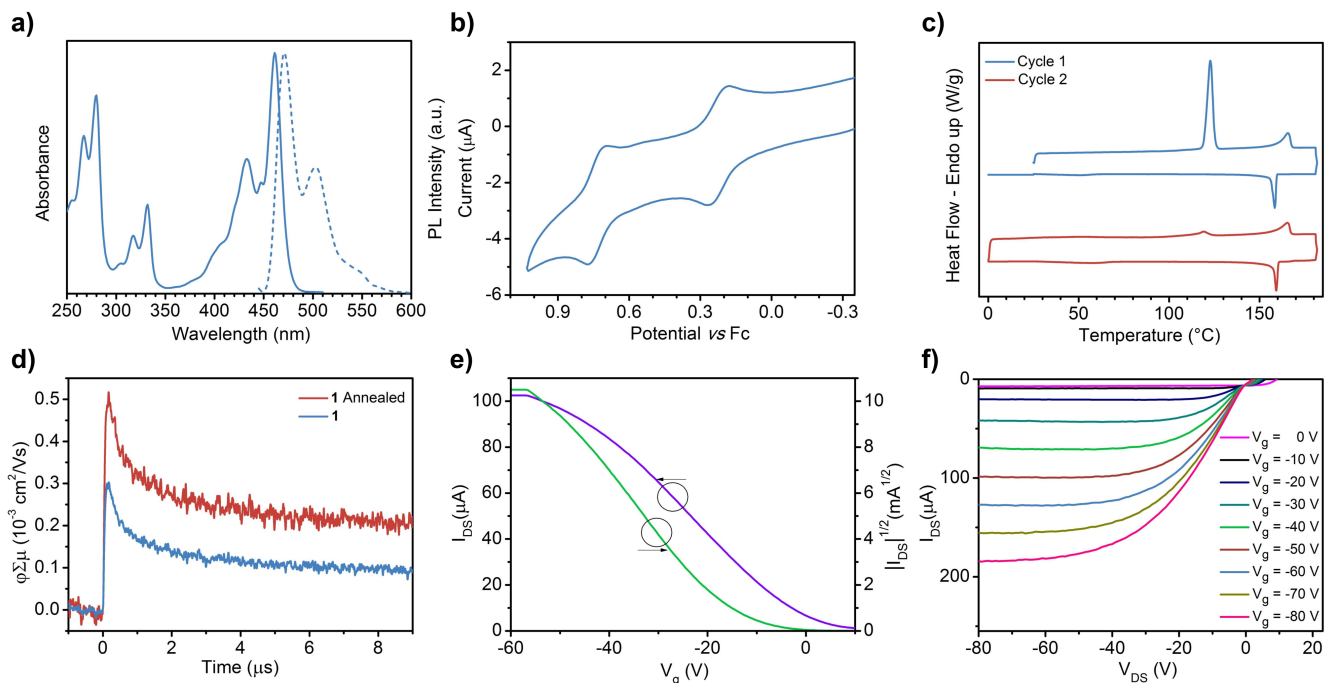 a)
Absorbance
PL Intensity (a.u.)
250 300 350 400 450 500 550 600
Wavelength (nm)
b)
Current (μA)
2
0
-2
-4
-6
0.9 0.6 0.3 0.0 -0.3
Potential vs Fc
c)
Heat Flow - Endo up (W/g)
Cycle 1
Cycle 2
0 50 100 150
Temperature (°C)
d)
φΣμ (10⁻³ cm²/Vs)
0.5
0.4
0.3
0.2
0.1
0.0
1 Annealed
1
0 2 4 6 8
Time (μs)
e)
I_DS(μA)
100
80
60
40
20
0
-60 -40 -20 0
V_g (V)
10
8
6
4
2
0
|I_DS|^1/2(mA^1/2)
f)
I_DS(μA)
0
100
200
V_g = 0 V
V_g = -10 V
V_g = -20 V
V_g = -30 V
V_g = -40 V
V_g = -50 V
V_g = -60 V
V_g = -70 V
V_g = -80 V
-80 -60 -40 -20 0 20
V_DS (V)